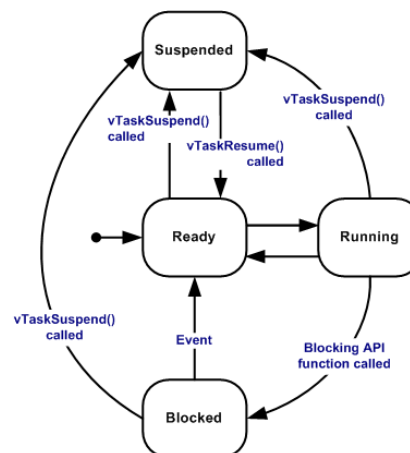 Suspended
vTaskSuspend()
called
vTaskSuspend()
called
vTaskResume()
called
Ready
Running
vTaskSuspend()
called
Event
Blocking API
function called
Blocked